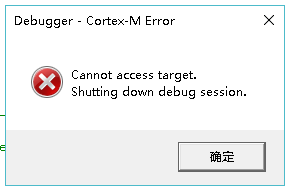 Debugger - Cortex-M Error
Cannot access target.
Shutting down debug session.
确定